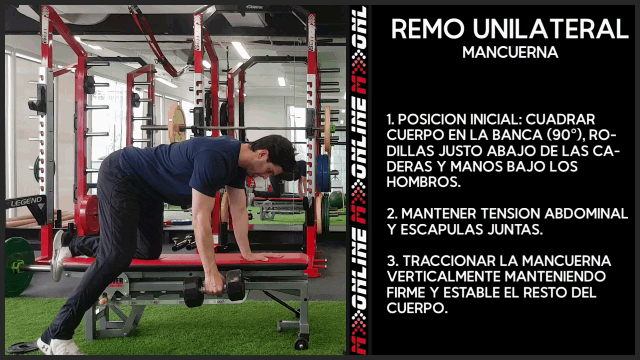 REMO UNILATERAL
MANCUERNA
1. POSICION INICIAL: CUADRAR
CUERPO EN LA BANCA (90°), RO-
DILLAS JUSTO ABAJO DE LAS CA-
DERAS Y MANOS BAJO LOS
HOMBROS.
2. MANTENER TENSION ABDOMINAL
Y ESCAPULAS JUNTAS.
3. TRACCIONAR LA MANCUERNA
VERTICALMENTE MANTENIENDO
FIRME Y ESTABLE EL RESTO DEL
CUERPO.
LEGEND
ONLINE
ONLINE
ONLINE